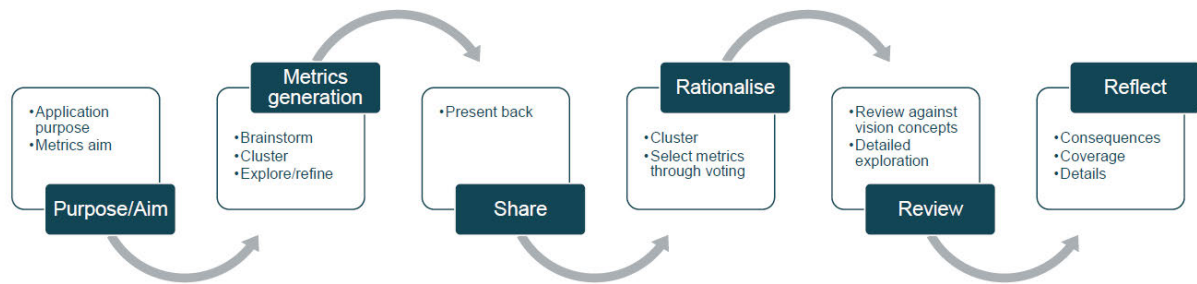 •Application
purpose
•Metrics aim
Purpose/Aim
Metrics
generation
•Brainstorm
•Cluster
•Explore/refine
•Present back
Share
Rationalise
•Cluster
•Select metrics
through voting
•Review against
vision concepts
•Detailed
exploration
Review
Reflect
•Consequences
•Coverage
•Details